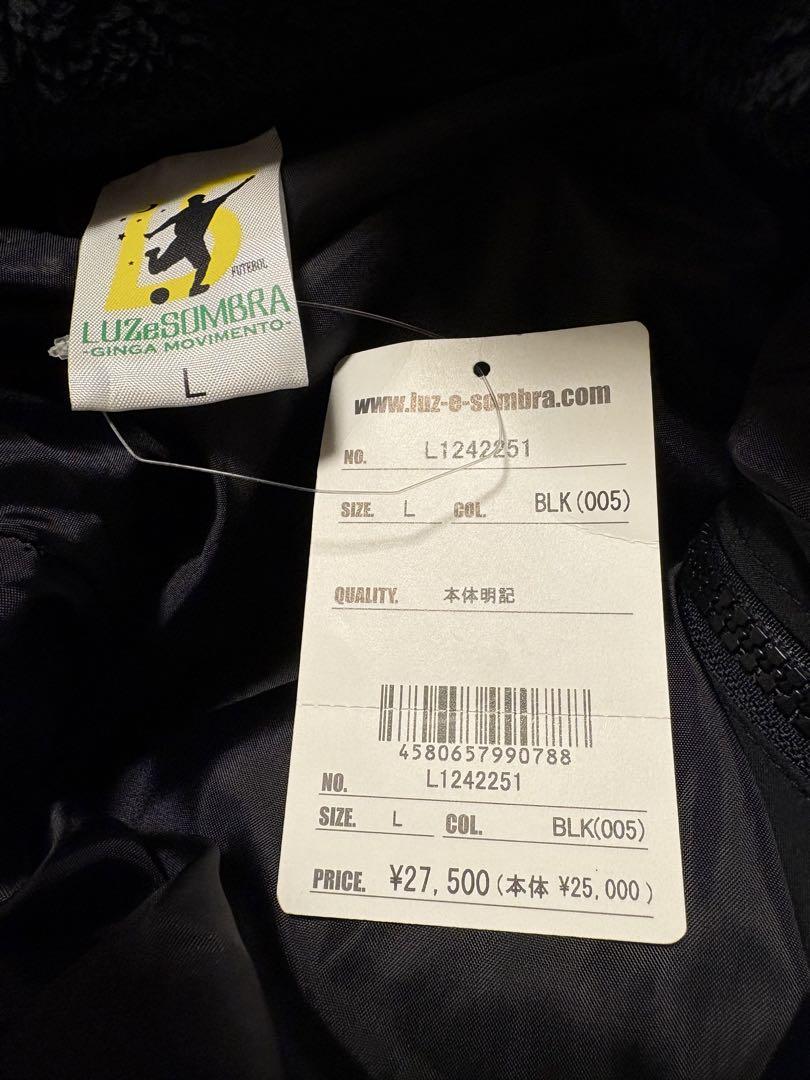 FUTEBOL
LUZeSOMBRA
-GINGA MOVIMENTO-
L
www.luz-e-sombra.com
NO. L1242251
SIZE. L COL. BLK(005)
QUALITY. 本体明記
4580657990788
NO. L1242251
SIZE. L COL. BLK(005)
PRICE. ¥27,500(本体 ¥25,000)